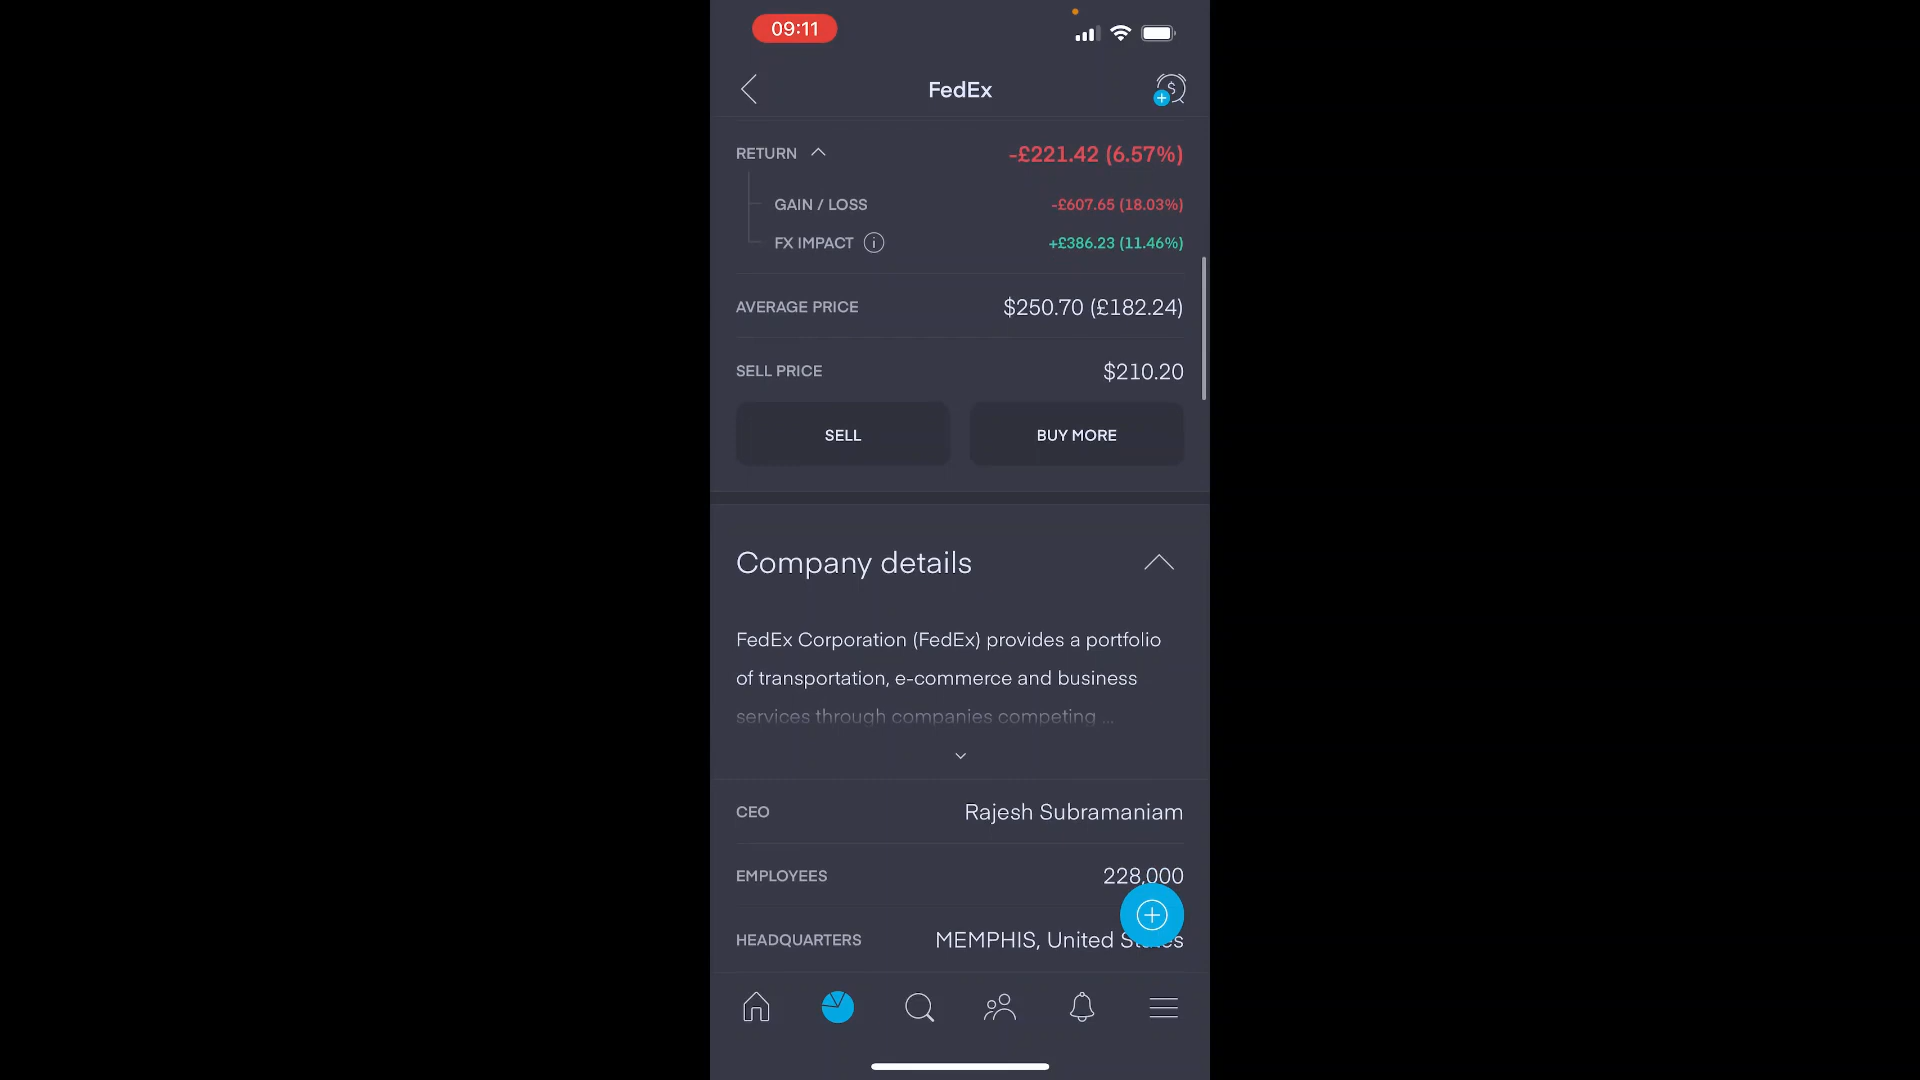 09:11
FedEx
RETURN -£221.42 (6.57%)
GAIN / LOSS -£607.65 (18.03%)
FX IMPACT +£386.23 (11.46%)
AVERAGE PRICE $250.70 (£182.24)
SELL PRICE $210.20
SELL BUY MORE
Company details
FedEx Corporation (FedEx) provides a portfolio
of transportation, e-commerce and business
services through companies competing ...
CEO Rajesh Subramaniam
EMPLOYEES 228,000
HEADQUARTERS MEMPHIS, United States